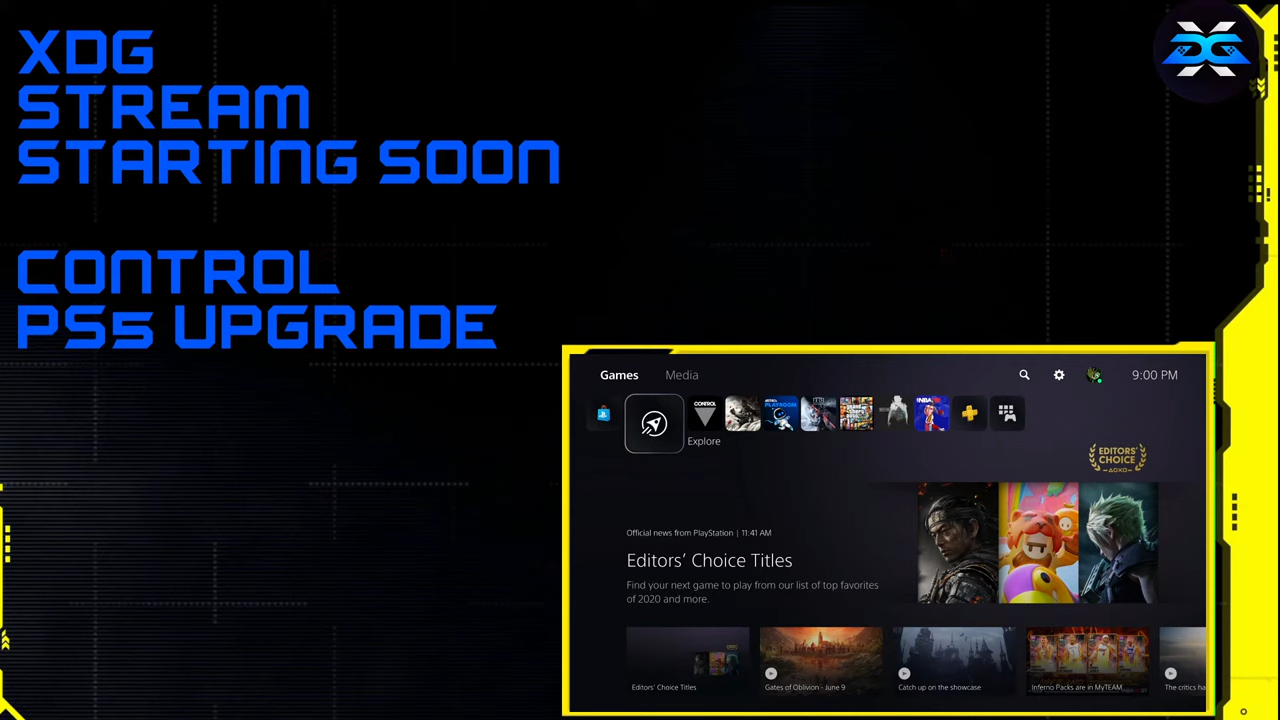 XDG
STREAM
STARTING SOON
CONTROL
PS5 UPGRADE
Games Media 9:00 PM
CONTROL
PLAYROOM
NBA
Explore
EDITORS'
CHOICE
Official news from PlayStation | 11:41 AM
Editors' Choice Titles
Find your next game to play from our list of top favorites
of 2020 and more.
Editors' Choice Titles
Gates of Oblivion - June 9
Catch up on the showcase
Inferno Packs are in MyTEAM
The critics ha